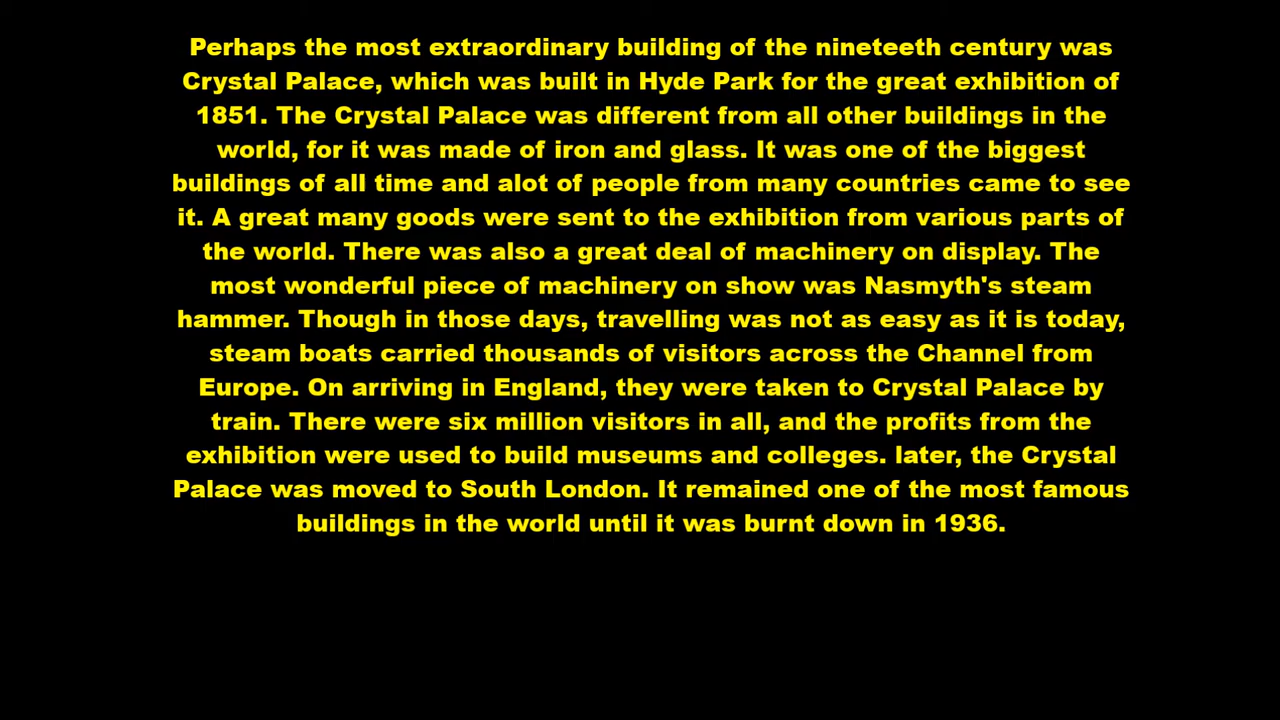 Perhaps the most extraordinary building of the nineteeth century was
Crystal Palace, which was built in Hyde Park for the great exhibition of
1851. The Crystal Palace was different from all other buildings in the
world, for it was made of iron and glass. It was one of the biggest
buildings of all time and alot of people from many countries came to see
it. A great many goods were sent to the exhibition from various parts of
the world. There was also a great deal of machinery on display. The
most wonderful piece of machinery on show was Nasmyth's steam
hammer. Though in those days, travelling was not as easy as it is today,
steam boats carried thousands of visitors across the Channel from
Europe. On arriving in England, they were taken to Crystal Palace by
train. There were six million visitors in all, and the profits from the
exhibition were used to build museums and colleges. later, the Crystal
Palace was moved to South London. It remained one of the most famous
buildings in the world until it was burnt down in 1936.